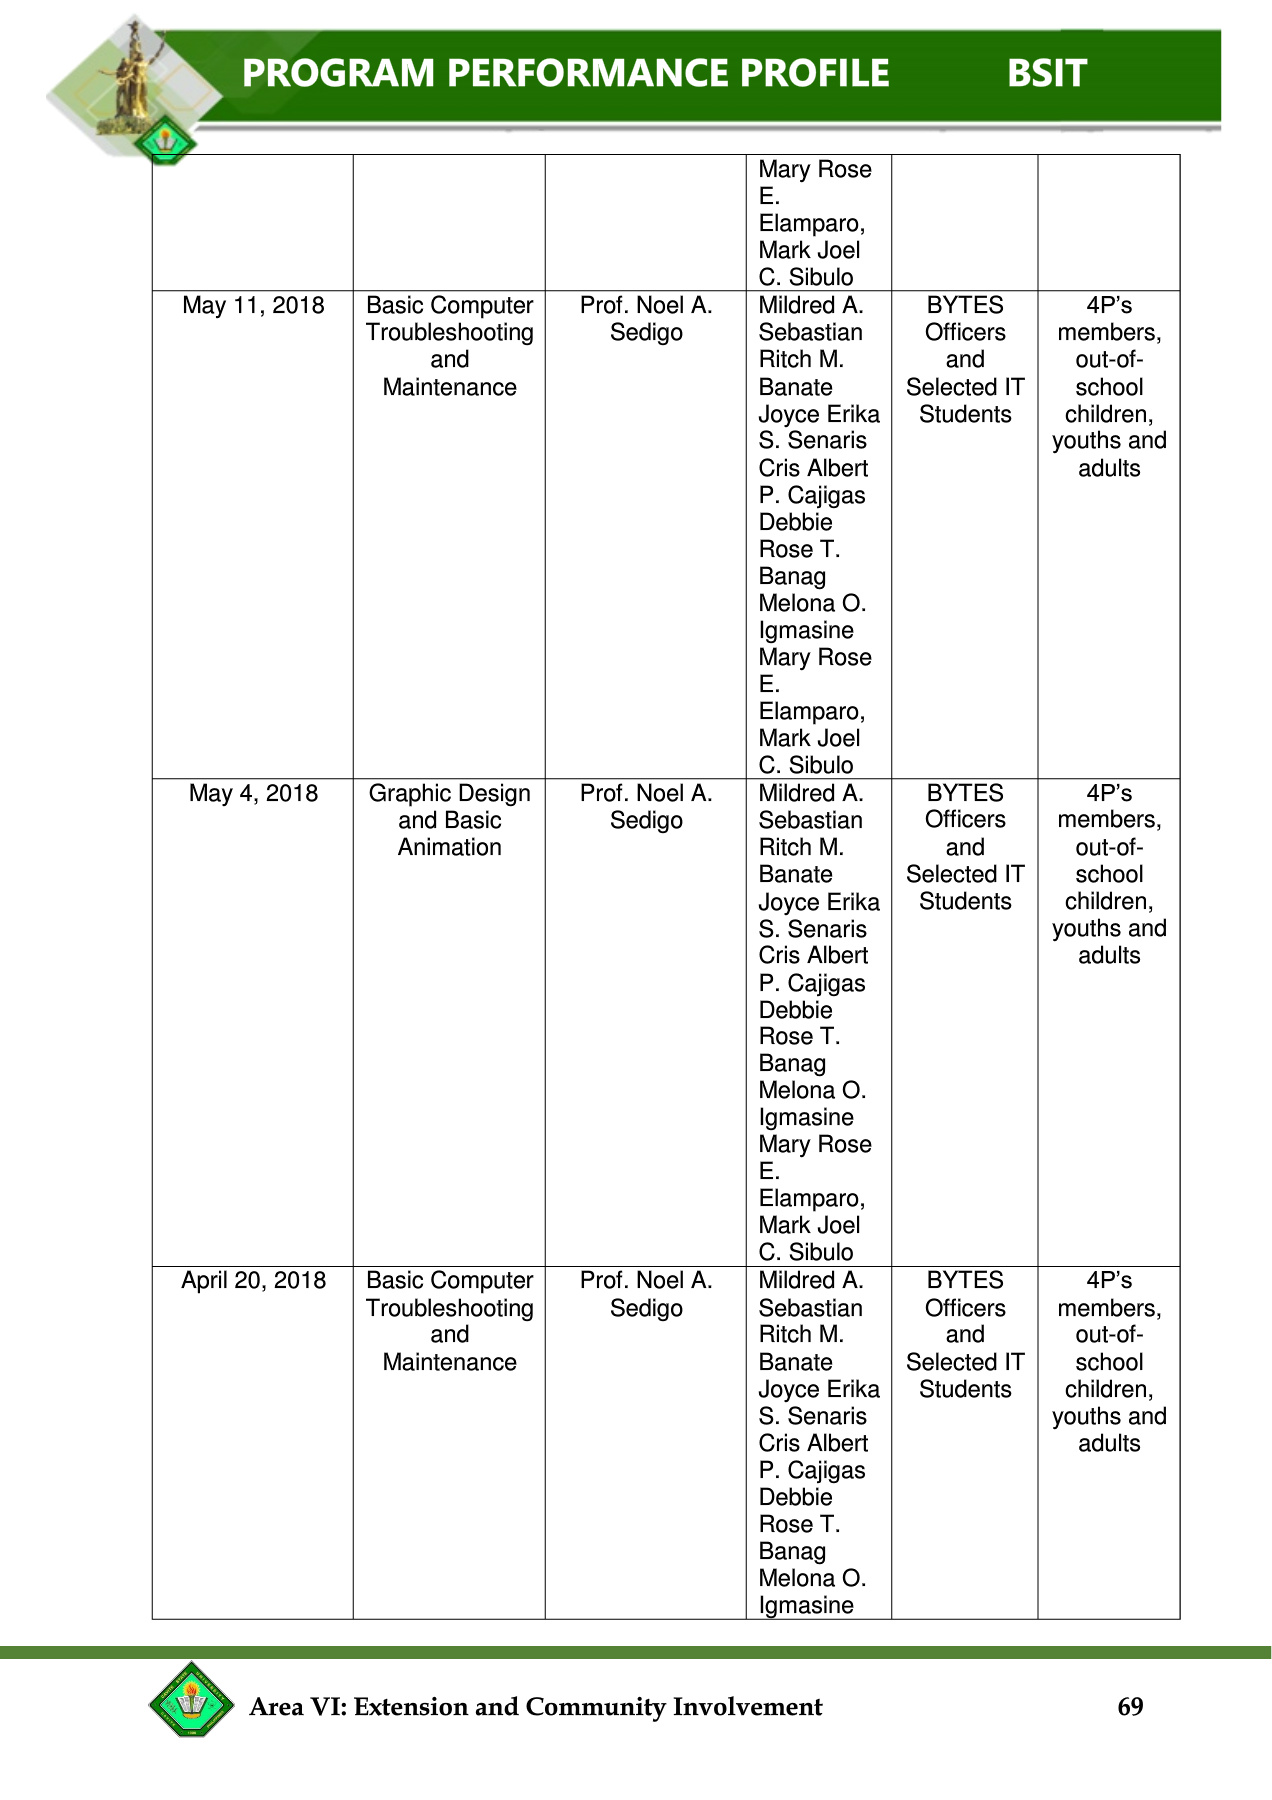 PROGRAM PERFORMANCE PROFILE BSIT
Mary Rose
E.
Elamparo,
Mark Joel
C. Sibulo
May 11, 2018
Basic Computer
Troubleshooting
and
Maintenance
Prof. Noel A.
Sedigo
Mildred A.
Sebastian
Ritch M.
Banate
Joyce Erika
S. Senaris
Cris Albert
P. Cajigas
Debbie
Rose T.
Banag
Melona O.
Igmasine
Mary Rose
E.
Elamparo,
Mark Joel
C. Sibulo
BYTES
Officers
and
Selected IT
Students
4P’s
members,
out-of-
school
children,
youths and
adults
May 4, 2018
Graphic Design
and Basic
Animation
Prof. Noel A.
Sedigo
Mildred A.
Sebastian
Ritch M.
Banate
Joyce Erika
S. Senaris
Cris Albert
P. Cajigas
Debbie
Rose T.
Banag
Melona O.
Igmasine
Mary Rose
E.
Elamparo,
Mark Joel
C. Sibulo
BYTES
Officers
and
Selected IT
Students
4P’s
members,
out-of-
school
children,
youths and
adults
April 20, 2018
Basic Computer
Troubleshooting
and
Maintenance
Prof. Noel A.
Sedigo
Mildred A.
Sebastian
Ritch M.
Banate
Joyce Erika
S. Senaris
Cris Albert
P. Cajigas
Debbie
Rose T.
Banag
Melona O.
Igmasine
BYTES
Officers
and
Selected IT
Students
4P’s
members,
out-of-
school
children,
youths and
adults
Area VI: Extension and Community Involvement 69